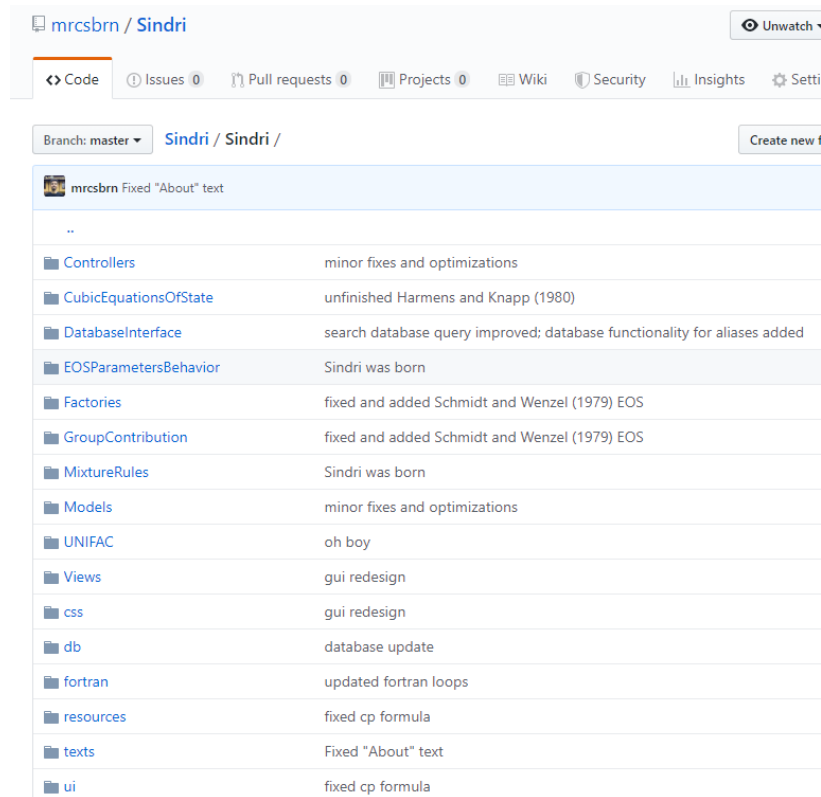 mrcsbrn / Sindri
Unwatch
Code Issues 0 Pull requests 0 Projects 0 Wiki Security Insights Setti
Branch: master Sindri / Sindri / Create new f
mrcsbrn Fixed "About" text
..
Controllers minor fixes and optimizations
CubicEquationsOfState unfinished Harmens and Knapp (1980)
DatabaseInterface search database query improved; database functionality for aliases added
EOSParametersBehavior Sindri was born
Factories fixed and added Schmidt and Wenzel (1979) EOS
GroupContribution fixed and added Schmidt and Wenzel (1979) EOS
MixtureRules Sindri was born
Models minor fixes and optimizations
UNIFAC oh boy
Views gui redesign
css gui redesign
db database update
fortran updated fortran loops
resources fixed cp formula
texts Fixed "About" text
ui fixed cp formula